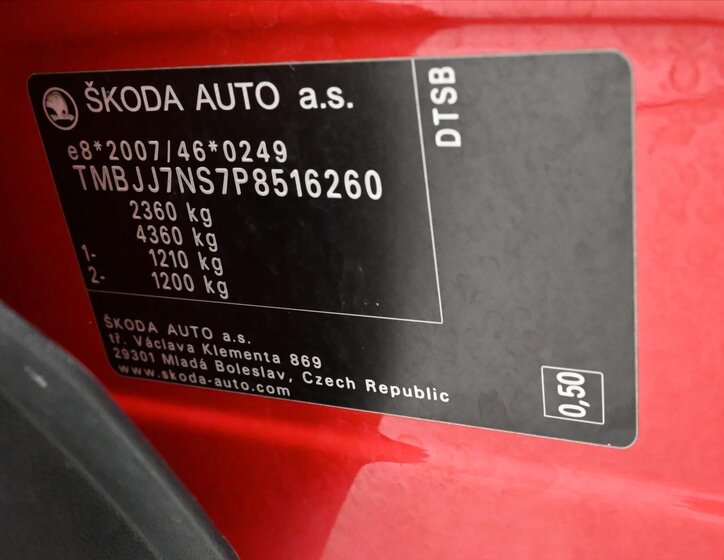 ŠKODA AUTO a.s.
DTSB
e8*2007/46*0249
TMBJJ7NS7P8516260
2360 kg
4360 kg
1- 1210 kg
2- 1200 kg
ŠKODA AUTO a.s.
tř. Václava Klementa 869
29301 Mladá Boleslav, Czech Republic
www.skoda-auto.com
0,50